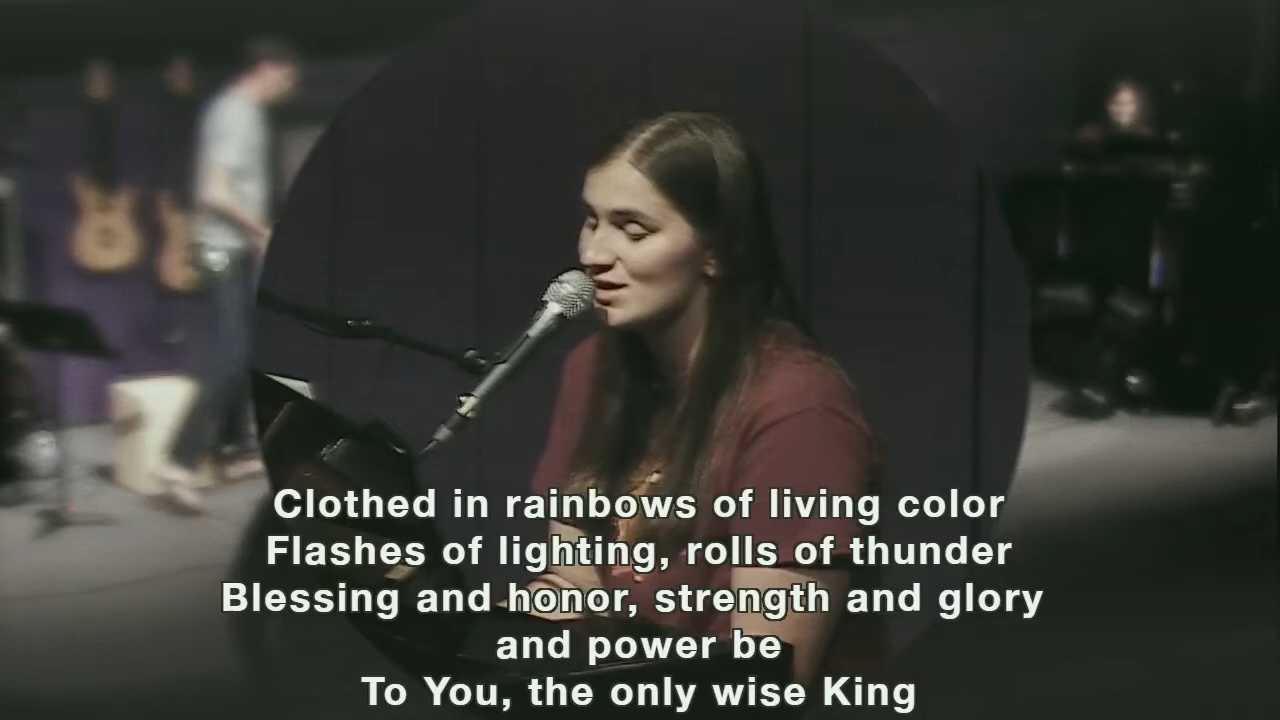 Clothed in rainbows of living color
Flashes of lighting, rolls of thunder
Blessing and honor, strength and glory
and power be
To You, the only wise King